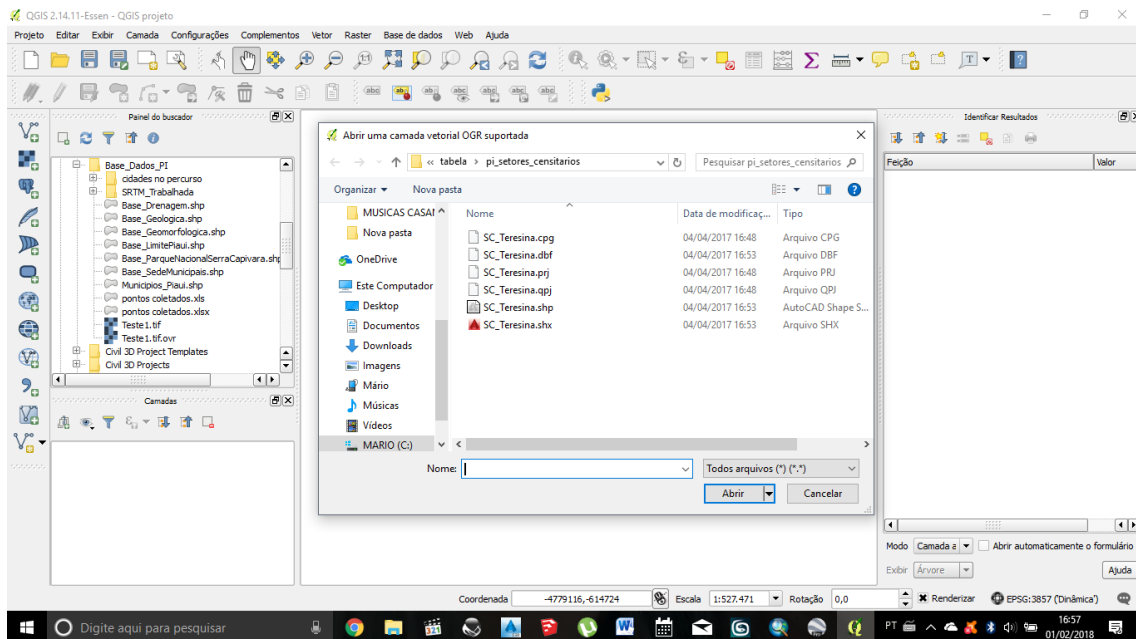 QGIS 2.14.11-Essen - QGIS projeto
Projeto Editar Exibir Camada Configurações Complementos Vetor Raster Base de dados Web Ajuda
abc ab abc abc abc abc
Painel do buscador
Base_Dados_PI
cidades no percurso
SRTM_Trabalhada
Base_Drenagem.shp
Base_Geologica.shp
Base_Geomorfologica.shp
Base_LimitePiaui.shp
Base_ParqueNacionalSerraCapivara.shp
Base_SedeMunicipais.shp
Municipios_Piaui.shp
pontos coletados.xls
pontos coletados.xlsx
Teste1.tif
Teste1.tif.ovr
Civil 3D Project Templates
Civil 3D Projects
Camadas
Abrir uma camada vetorial OGR suportada
« tabela > pi_setores_censitarios
Pesquisar pi_setores_censitarios
Organizar Nova pasta
MUSICAS CASAM
Nova pasta
OneDrive
Este Computador
Desktop
Documentos
Downloads
Imagens
Mário
Músicas
Vídeos
MARIO (C:)
Nome Data de modificaç... Tipo
SC_Teresina.cpg 04/04/2017 16:48 Arquivo CPG
SC_Teresina.dbf 04/04/2017 16:53 Arquivo DBF
SC_Teresina.prj 04/04/2017 16:48 Arquivo PRJ
SC_Teresina.qpj 04/04/2017 16:48 Arquivo QPJ
SC_Teresina.shp 04/04/2017 16:53 AutoCAD Shape S...
SC_Teresina.shx 04/04/2017 16:53 Arquivo SHX
Nome: Todos arquivos (*) (*.*)
Abrir Cancelar
Identificar Resultados
Feição Valor
Modo Camada a Abrir automaticamente o formulário
Exibir Árvore Ajuda
Coordenada -4779116,-614724 Escala 1:527.471 Rotação 0,0 Renderizar EPSG:3857 ('Dinâmica')
Digite aqui para pesquisar
PT 16:57
01/02/2018